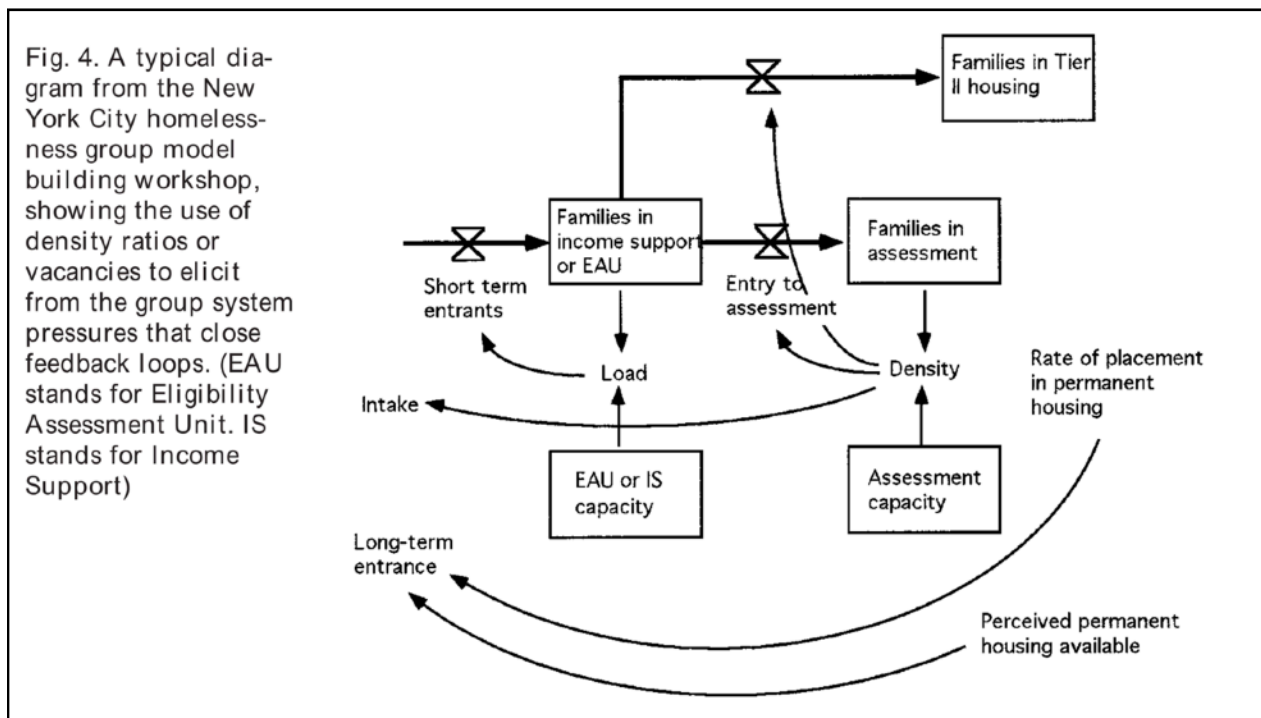 Fig. 4. A typical dia-
gram from the New
York City homeless-
ness group model
building workshop,
showing the use of
density ratios or
vacancies to elicit
from the group system
pressures that close
feedback loops. (EAU
stands for Eligibility
Assessment Unit. IS
stands for Income
Support)
Families in Tier
II housing
Families in
income support
or EAU
Families in
assessment
Short term
entrants
Entry to
assessment
Load
Density
Rate of placement
in permanent
housing
Intake
EAU or IS
capacity
Assessment
capacity
Long-term
entrance
Perceived permanent
housing available